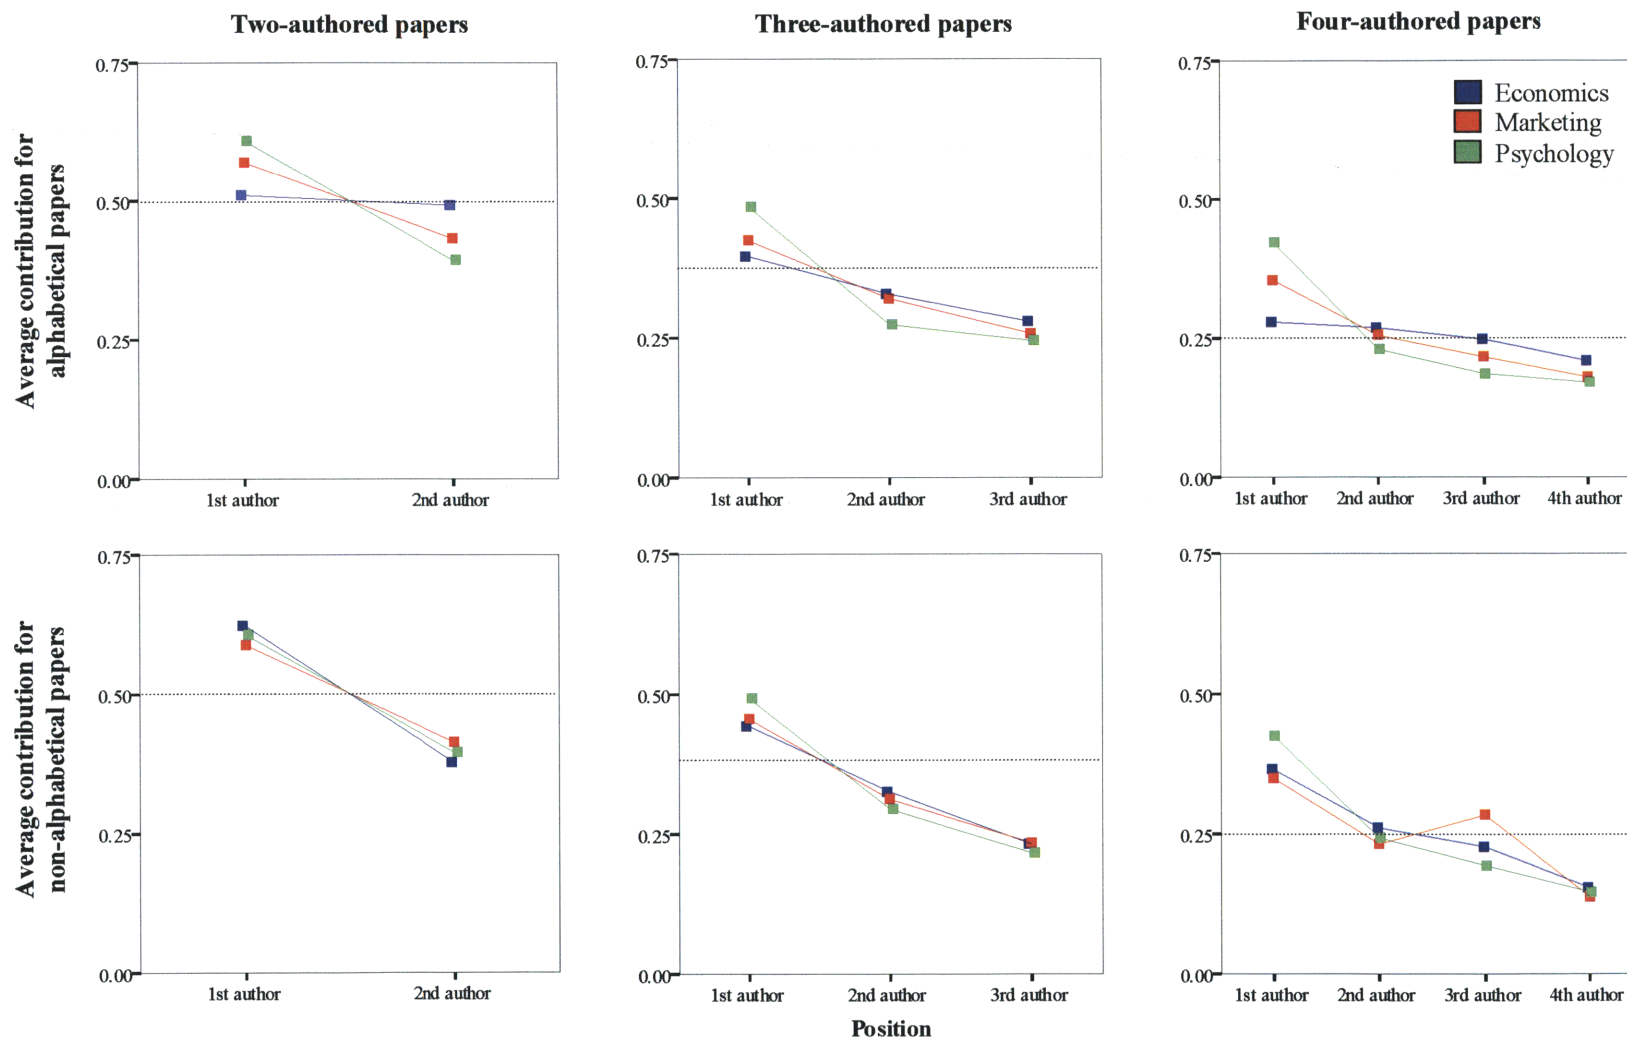 Two-authored papers
Three-authored papers
Four-authored papers
Average contribution for
alphabetical papers
0.75
0.50
0.25
0.00
1st author
2nd author
0.75
0.50
0.25
0.00
1st author
2nd author
3rd author
0.75
0.50
0.25
0.00
1st author
2nd author
3rd author
4th author
Economics
Marketing
Psychology
Average contribution for
non-alphabetical papers
0.75
0.50
0.25
0.00
1st author
2nd author
0.75
0.50
0.25
0.00
1st author
2nd author
3rd author
0.75
0.50
0.25
0.00
1st author
2nd author
3rd author
4th author
Position